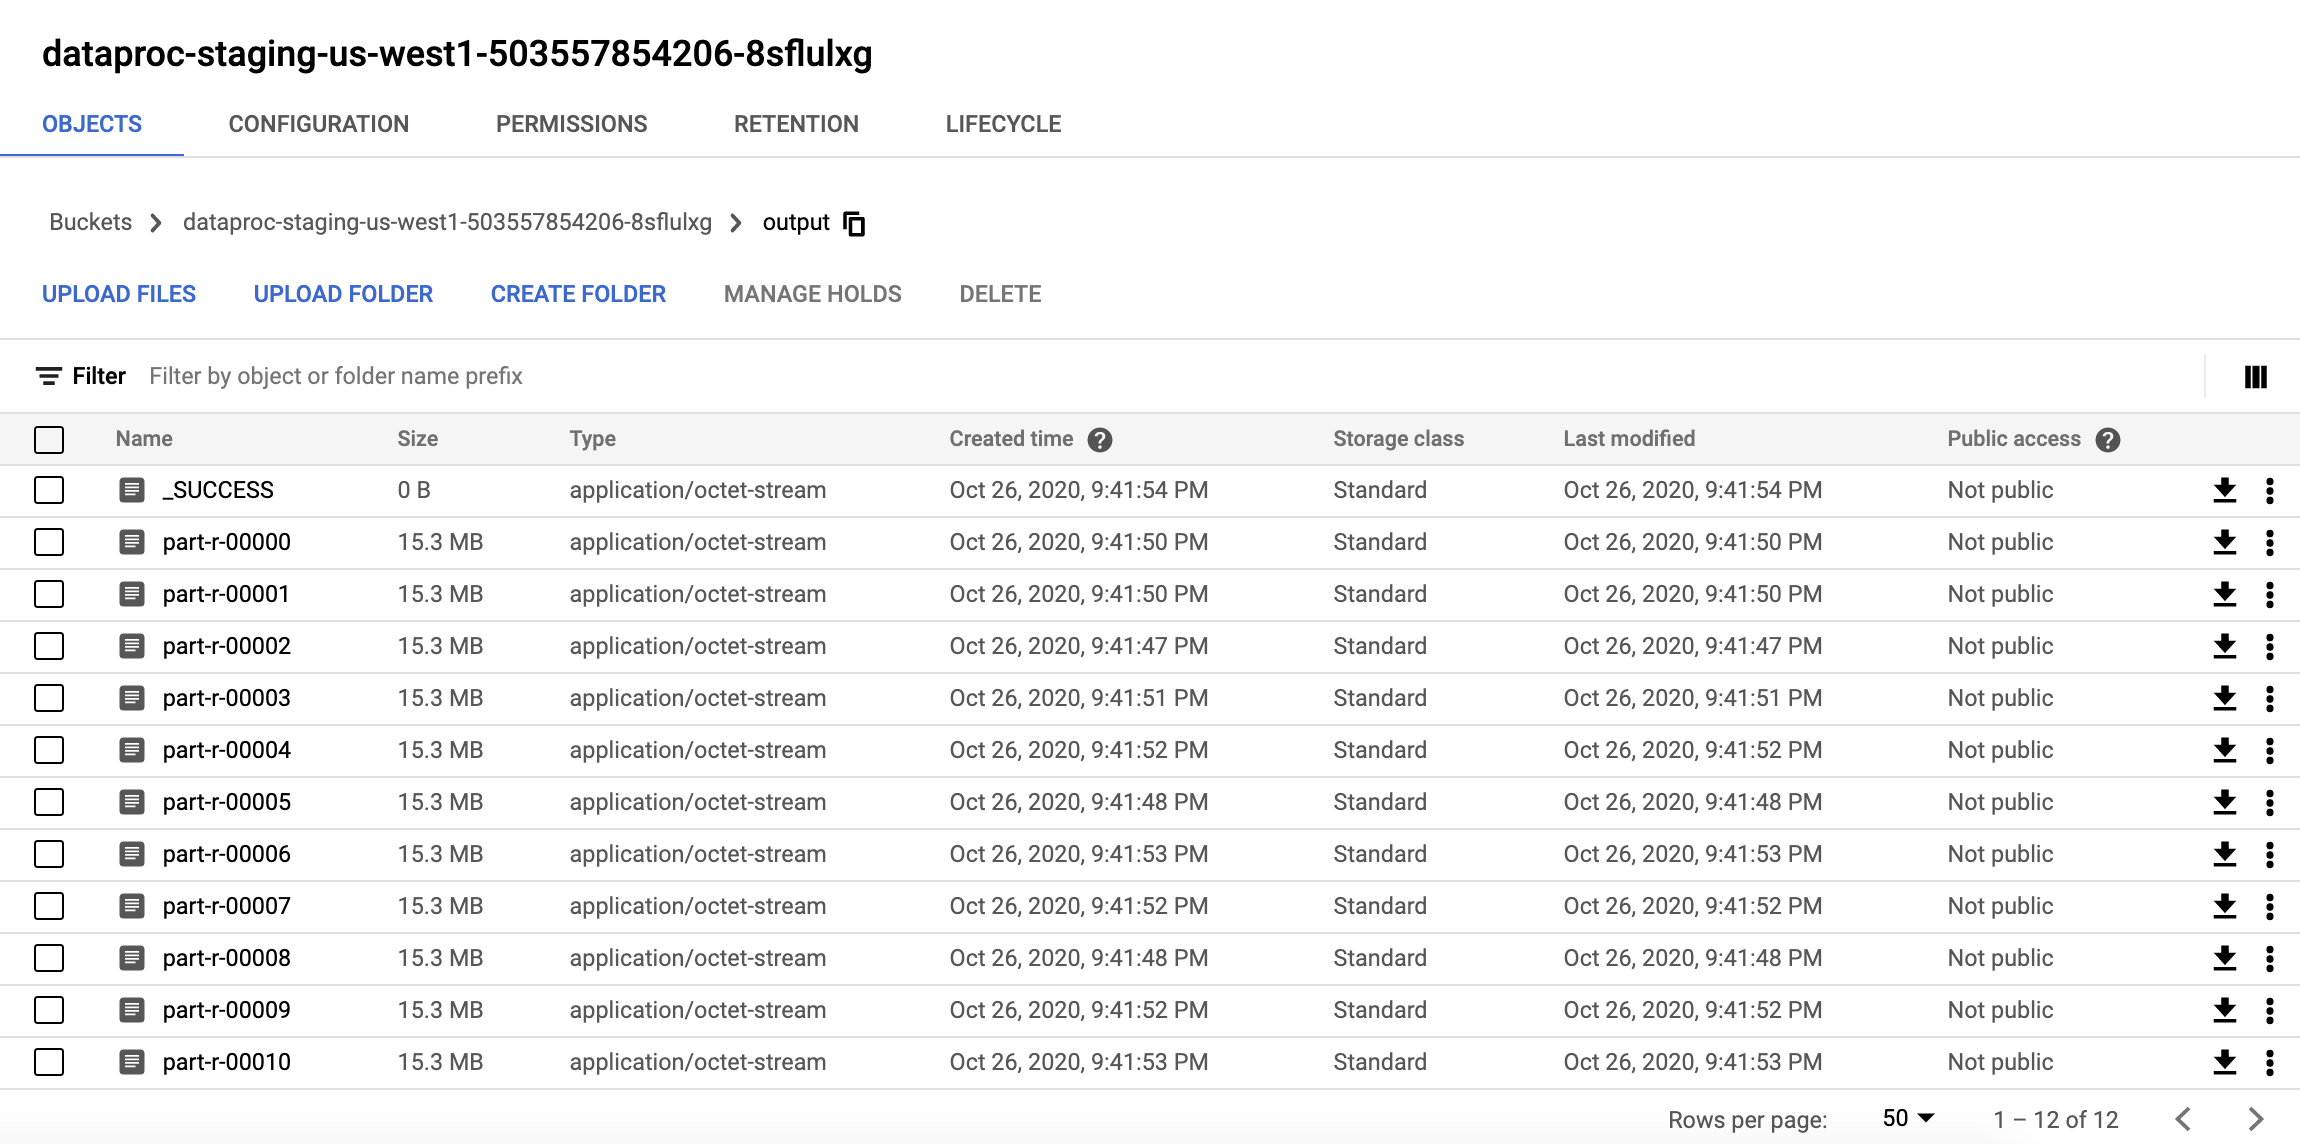 dataproc-staging-us-west1-503557854206-8sflulxg
OBJECTS CONFIGURATION PERMISSIONS RETENTION LIFECYCLE
Buckets dataproc-staging-us-west1-503557854206-8sflulxg output
UPLOAD FILES UPLOAD FOLDER CREATE FOLDER MANAGE HOLDS DELETE
Filter Filter by object or folder name prefix
Name Size Type Created time ? Storage class Last modified Public access ?
_SUCCESS 0 B application/octet-stream Oct 26, 2020, 9:41:54 PM Standard Oct 26, 2020, 9:41:54 PM Not public
part-r-00000 15.3 MB application/octet-stream Oct 26, 2020, 9:41:50 PM Standard Oct 26, 2020, 9:41:50 PM Not public
part-r-00001 15.3 MB application/octet-stream Oct 26, 2020, 9:41:50 PM Standard Oct 26, 2020, 9:41:50 PM Not public
part-r-00002 15.3 MB application/octet-stream Oct 26, 2020, 9:41:47 PM Standard Oct 26, 2020, 9:41:47 PM Not public
part-r-00003 15.3 MB application/octet-stream Oct 26, 2020, 9:41:51 PM Standard Oct 26, 2020, 9:41:51 PM Not public
part-r-00004 15.3 MB application/octet-stream Oct 26, 2020, 9:41:52 PM Standard Oct 26, 2020, 9:41:52 PM Not public
part-r-00005 15.3 MB application/octet-stream Oct 26, 2020, 9:41:48 PM Standard Oct 26, 2020, 9:41:48 PM Not public
part-r-00006 15.3 MB application/octet-stream Oct 26, 2020, 9:41:53 PM Standard Oct 26, 2020, 9:41:53 PM Not public
part-r-00007 15.3 MB application/octet-stream Oct 26, 2020, 9:41:52 PM Standard Oct 26, 2020, 9:41:52 PM Not public
part-r-00008 15.3 MB application/octet-stream Oct 26, 2020, 9:41:48 PM Standard Oct 26, 2020, 9:41:48 PM Not public
part-r-00009 15.3 MB application/octet-stream Oct 26, 2020, 9:41:52 PM Standard Oct 26, 2020, 9:41:52 PM Not public
part-r-00010 15.3 MB application/octet-stream Oct 26, 2020, 9:41:53 PM Standard Oct 26, 2020, 9:41:53 PM Not public
Rows per page: 50 1 – 12 of 12